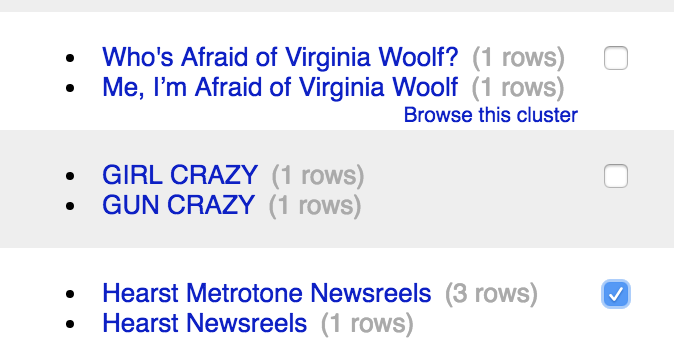 Who's Afraid of Virginia Woolf? (1 rows)
Me, I’m Afraid of Virginia Woolf (1 rows)
Browse this cluster
GIRL CRAZY (1 rows)
GUN CRAZY (1 rows)
Hearst Metrotone Newsreels (3 rows)
Hearst Newsreels (1 rows)